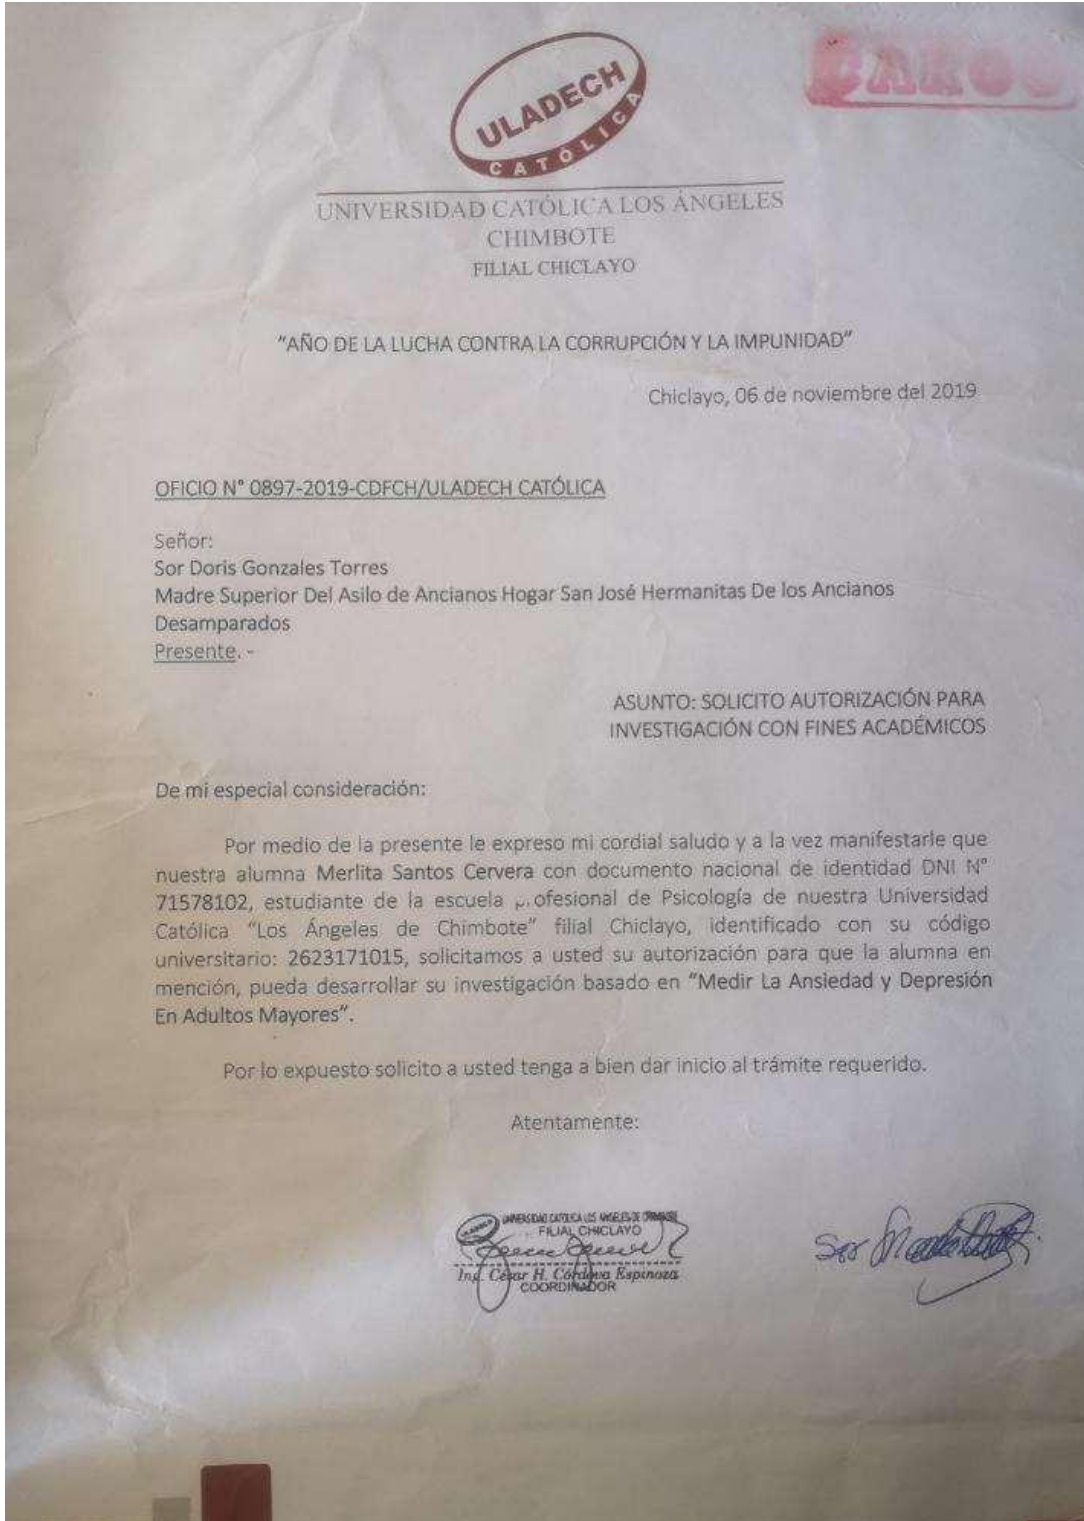 CARGO
ULADECH
CATÓLICA
UNIVERSIDAD CATÓLICA LOS ÁNGELES
CHIMBOTE
FILIAL CHICLAYO
"AÑO DE LA LUCHA CONTRA LA CORRUPCIÓN Y LA IMPUNIDAD"
Chiclayo, 06 de noviembre del 2019
OFICIO N° 0897-2019-CDFCH/ULADECH CATÓLICA
Señor:
Sor Doris Gonzales Torres
Madre Superior Del Asilo de Ancianos Hogar San José Hermanitas De los Ancianos
Desamparados
Presente. -
ASUNTO: SOLICITO AUTORIZACIÓN PARA
INVESTIGACIÓN CON FINES ACADÉMICOS
De mi especial consideración:
Por medio de la presente le expreso mi cordial saludo y a la vez manifestarle que
nuestra alumna Merlita Santos Cervera con documento nacional de identidad DNI N°
71578102, estudiante de la escuela profesional de Psicología de nuestra Universidad
Católica "Los Ángeles de Chimbote" filial Chiclayo, identificado con su código
universitario: 2623171015, solicitamos a usted su autorización para que la alumna en
mención, pueda desarrollar su investigación basado en "Medir La Ansiedad y Depresión
En Adultos Mayores".
Por lo expuesto solicito a usted tenga a bien dar inicio al trámite requerido.
Atentamente:
UNIVERSIDAD CATOLICA LOS ANGELES DE CHIMBOTE
FILIAL CHICLAYO
Ing. César H. Córdova Espinoza
COORDINADOR
Sor